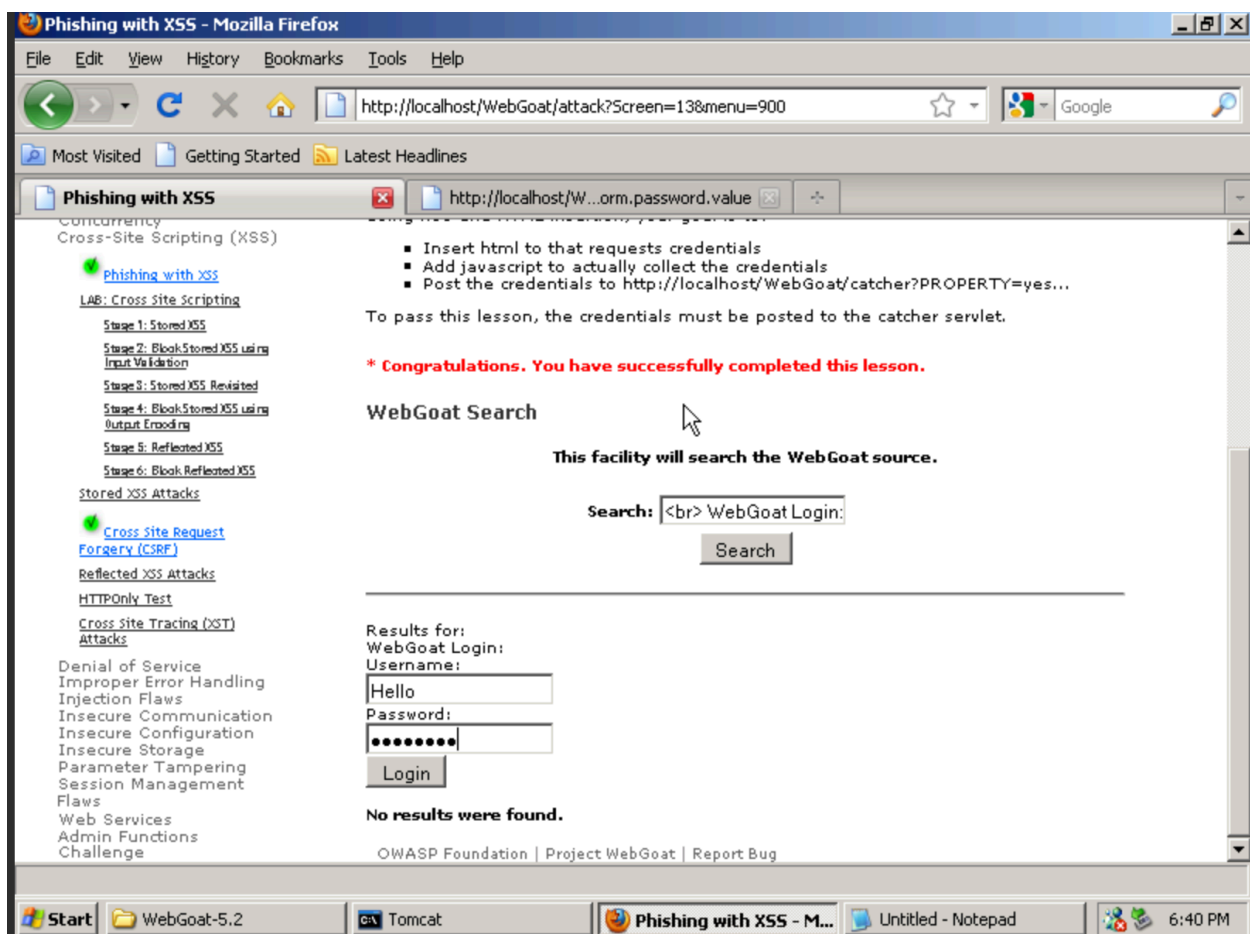 Phishing with XSS - Mozilla Firefox
File Edit View History Bookmarks Tools Help
http://localhost/WebGoat/attack?Screen=13&menu=900
Google
Most Visited Getting Started Latest Headlines
Phishing with XSS
http://localhost/W...orm.password.value
Concurrency
Cross-Site Scripting (XSS)
Phishing with XSS
LAB: Cross Site Scripting
Stage 1: Stored XSS
Stage 2: Block Stored XSS using
Input Validation
Stage 3: Stored XSS Revisited
Stage 4: Block Stored XSS using
Output Encoding
Stage 5: Reflected XSS
Stage 6: Block Reflected XSS
Stored XSS Attacks
Cross Site Request
Forgery (CSRF)
Reflected XSS Attacks
HTTPOnly Test
Cross Site Tracing (XST)
Attacks
Denial of Service
Improper Error Handling
Injection Flaws
Insecure Communication
Insecure Configuration
Insecure Storage
Parameter Tampering
Session Management
Flaws
Web Services
Admin Functions
Challenge
Insert html to that requests credentials
Add javascript to actually collect the credentials
Post the credentials to http://localhost/WebGoat/catcher?PROPERTY=yes...
To pass this lesson, the credentials must be posted to the catcher servlet.
* Congratulations. You have successfully completed this lesson.
WebGoat Search
This facility will search the WebGoat source.
Search: <br> WebGoat Login:
Search
Results for:
WebGoat Login:
Username:
Hello
Password:
••••••••
Login
No results were found.
OWASP Foundation | Project WebGoat | Report Bug
Start WebGoat-5.2 Tomcat Phishing with XSS - M... Untitled - Notepad 6:40 PM